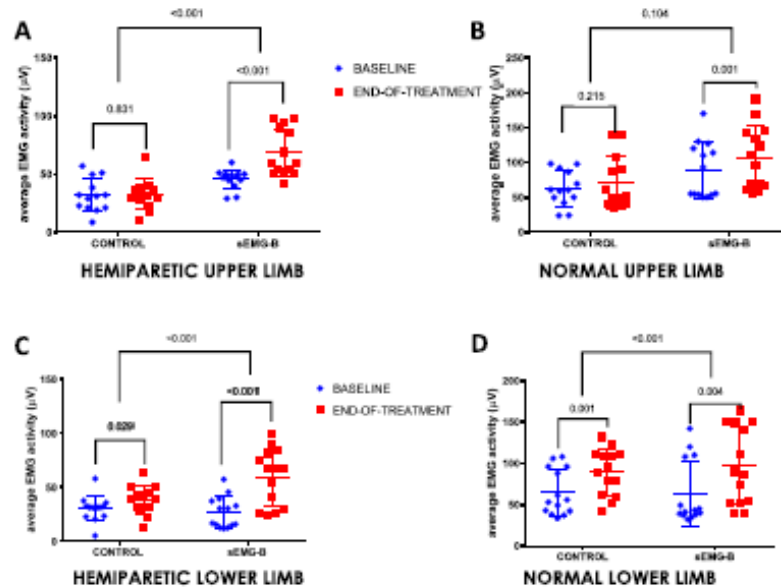 A
<0.001
BASELINE
END-OF-TREATMENT
average EMG activity (μV)
150
100
50
0
0.831
<0.001
CONTROL
sEMG-B
HEMIPARETIC UPPER LIMB
B
0.104
average EMG activity (μV)
250
200
150
100
50
0
0.215
0.001
CONTROL
sEMG-B
NORMAL UPPER LIMB
C
<0.001
BASELINE
END-OF-TREATMENT
average EMG activity (μV)
150
100
50
0
<0.001
CONTROL
sEMG-B
HEMIPARETIC LOWER LIMB
D
<0.001
average EMG activity (μV)
200
150
100
50
0
0.001
0.004
CONTROL
sEMG-B
NORMAL LOWER LIMB